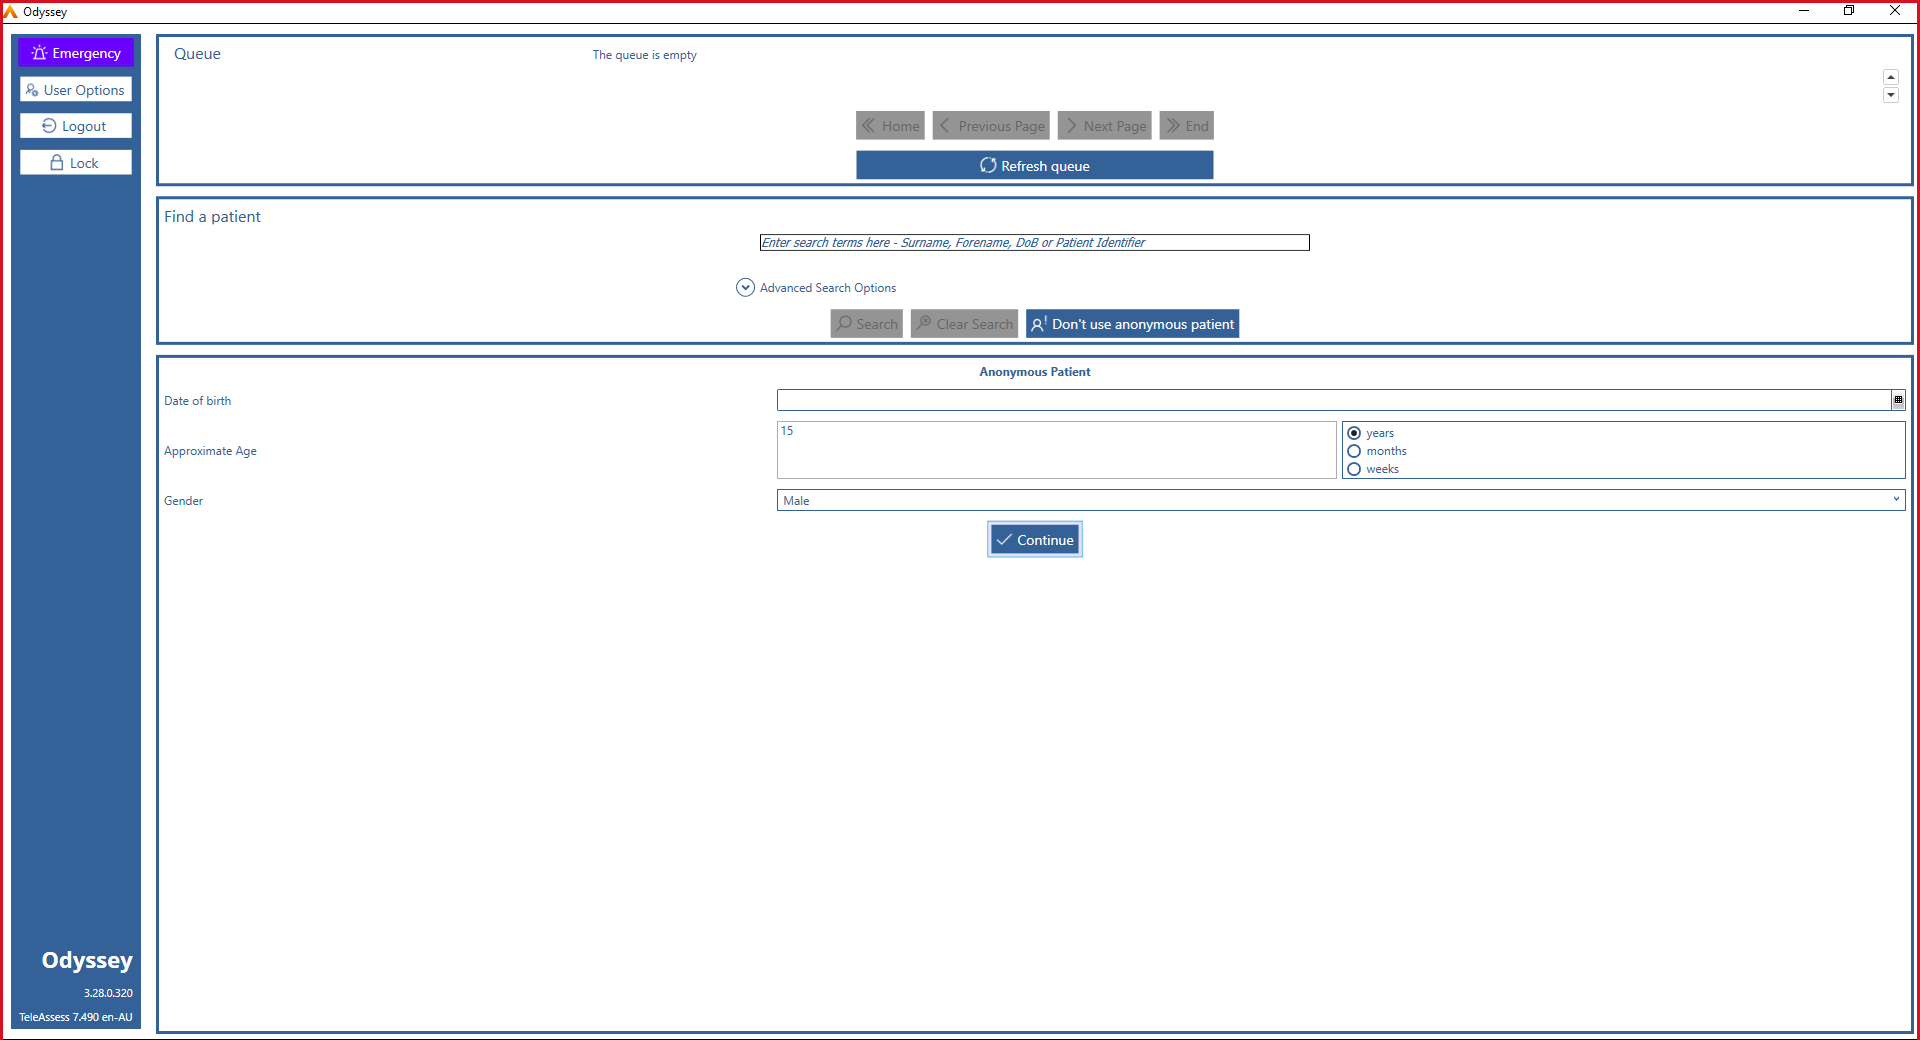 Odyssey
Emergency
User Options
Logout
Lock
Queue
The queue is empty
Home
Previous Page
Next Page
End
Refresh queue
Find a patient
Enter search terms here - Surname, Forename, DoB or Patient Identifier
Advanced Search Options
Search
Clear Search
Don't use anonymous patient
Anonymous Patient
Date of birth
Approximate Age
15
years
months
weeks
Gender
Male
Continue
Odyssey
3.28.0.320
TeleAssess 7.490 en-AU